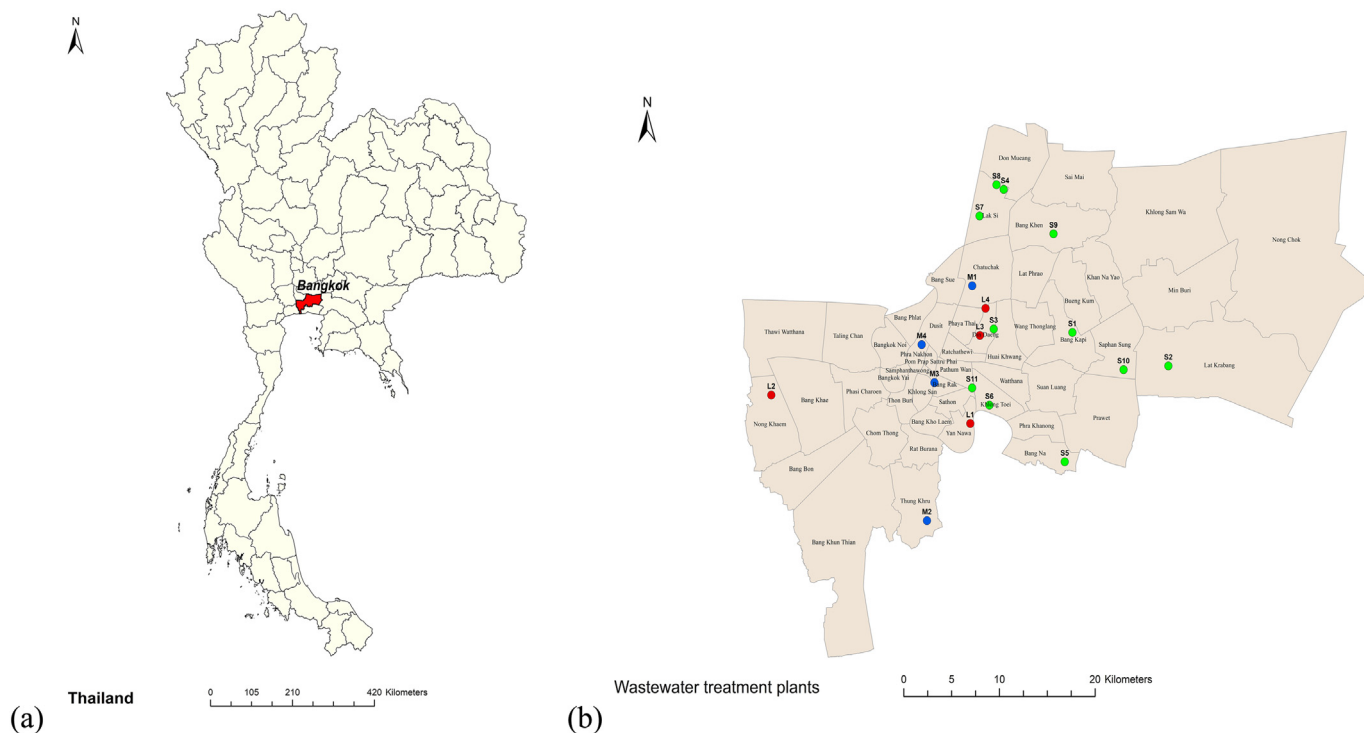 N
Bangkok
Thailand
0 105 210 420 Kilometers
(a)
N
Don Mueang
S8
S4
Sai Mai
S7
Lak Si
Bang Khen
S9
Khlong Sam Wa
Nong Chok
Chatuchak
Bang Sue
M1
Lat Phrao
Khan Na Yao
Min Buri
Bueng Kum
L4
Bang Phlat
Dusit
Phaya Thai
S3
L3
Wang Thonglang
S1
Bang Kapi
Thawi Watthana
Taling Chan
Bangkok Noi
M4
Phra Nakhon
Ratchathewi
Huai Khwang
Saphan Sung
Pom Prap Sattru Phai
S10
S2
Lat Krabang
Samphanthawong
Pathum Wan
Bangkok Yai
M3
Bang Rak
S11
Watthana
Suan Luang
L2
Bang Khae
Phasi Charoen
Khlong San
Thon Buri
Sathon
S6
Khlong Toei
Prawet
Nong Khaem
L1
Bang Kho Laem
Yan Nawa
Phra Khanong
Chom Thong
Rat Burana
Bang Na
S5
Bang Bon
Thung Khru
M2
Bang Khun Thian
Wastewater treatment plants
0 5 10 20 Kilometers
(b)